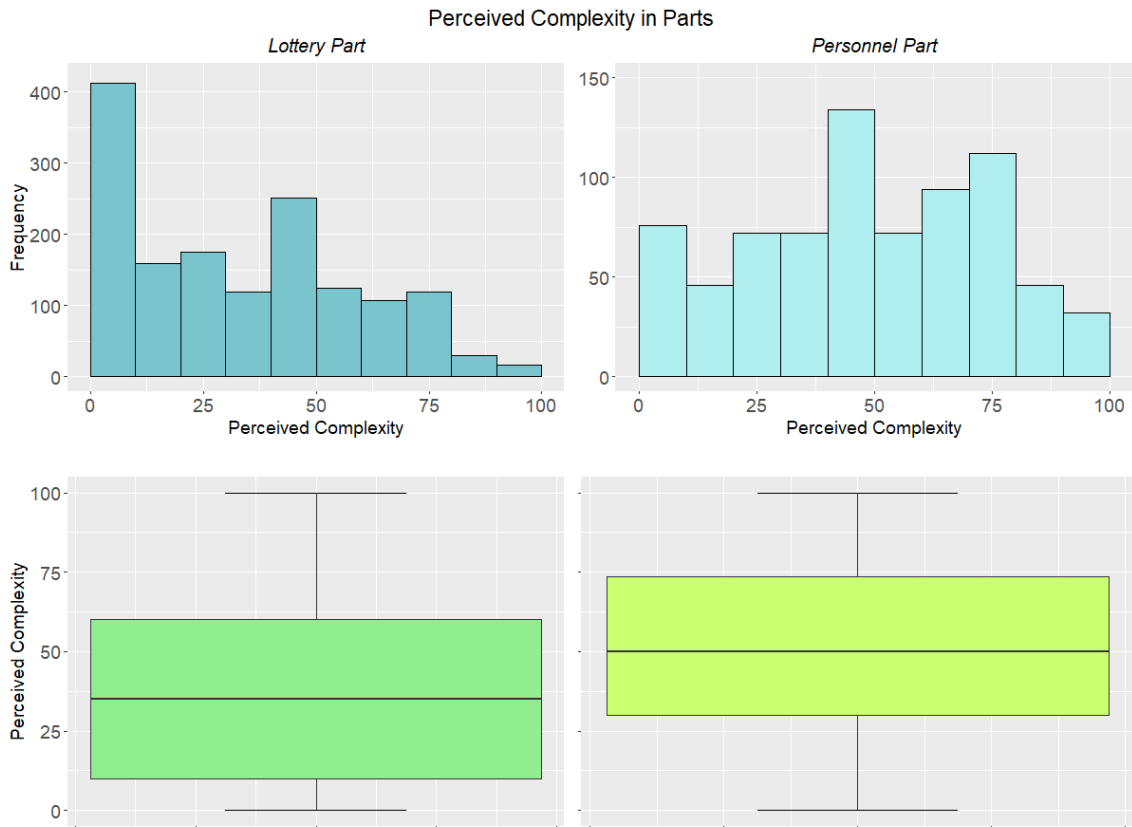 Perceived Complexity in Parts
Lottery Part
Personnel Part
Frequency
400
300
200
100
0
0 25 50 75 100
Perceived Complexity
150
100
50
0
0 25 50 75 100
Perceived Complexity
Perceived Complexity
100
75
50
25
0